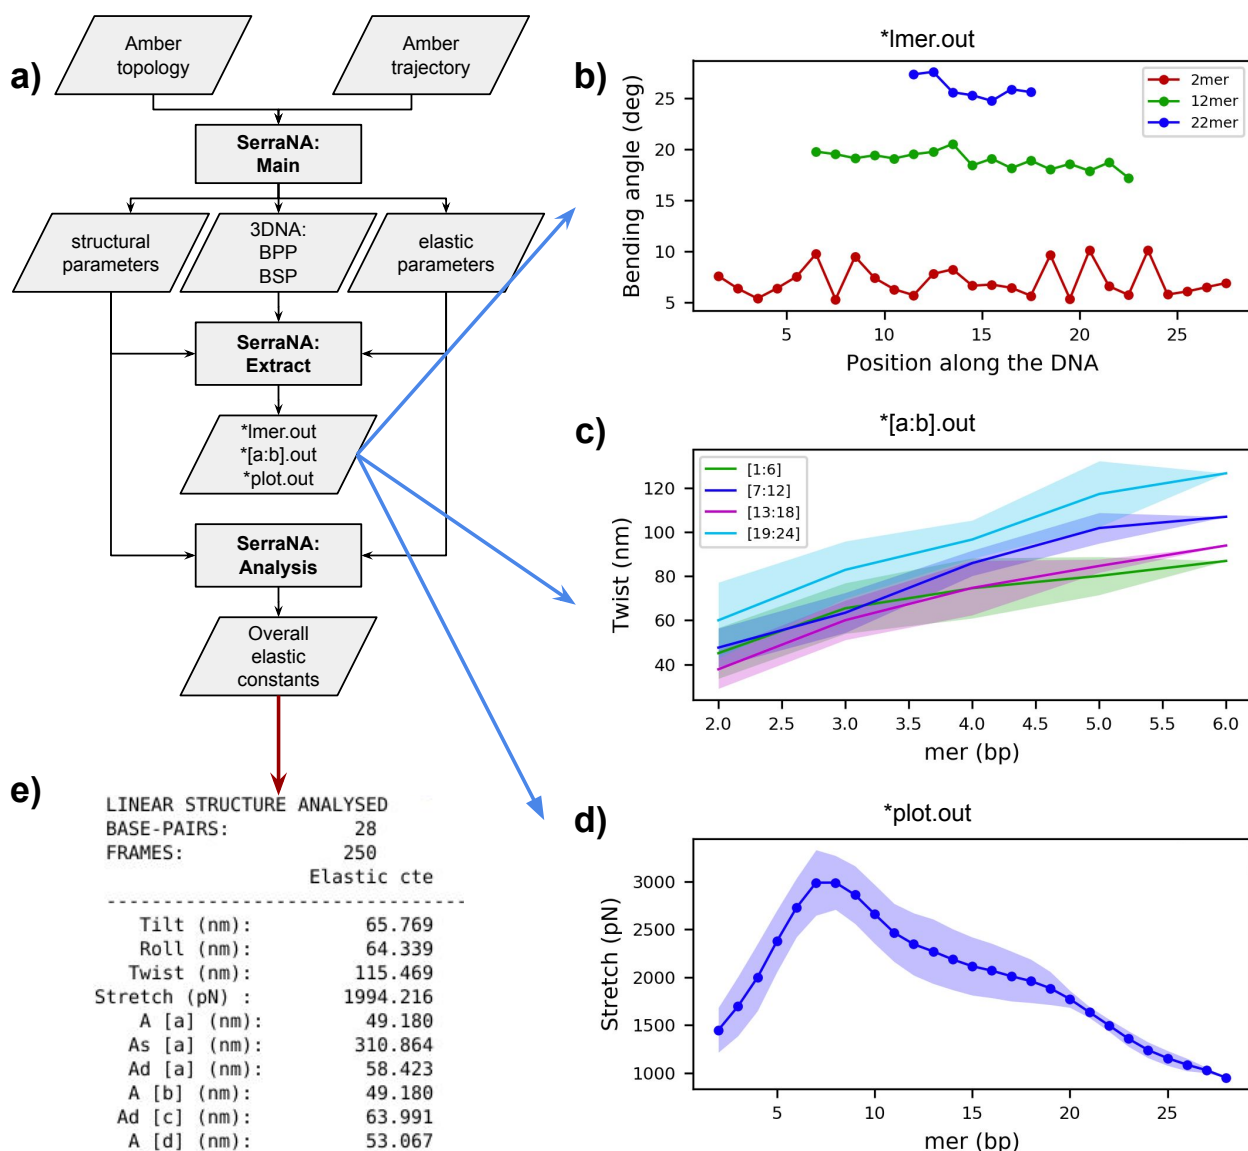 a)
Amber
topology
Amber
trajectory
SerraNA:
Main
structural
parameters
3DNA:
BPP
BSP
elastic
parameters
SerraNA:
Extract
*lmer.out
*[a:b].out
*plot.out
SerraNA:
Analysis
Overall
elastic
constants
b)
*lmer.out
Bending angle (deg)
25
20
15
10
5
2mer
12mer
22mer
5 10 15 20 25
Position along the DNA
c)
*[a:b].out
Twist (nm)
120
100
80
60
40
[1:6]
[7:12]
[13:18]
[19:24]
2.0 2.5 3.0 3.5 4.0 4.5 5.0 5.5 6.0
mer (bp)
d)
*plot.out
Stretch (pN)
3000
2500
2000
1500
1000
5 10 15 20 25
mer (bp)
e)
LINEAR STRUCTURE ANALYSED
BASE-PAIRS: 28
FRAMES: 250
Elastic cte
---------------------------------
Tilt (nm): 65.769
Roll (nm): 64.339
Twist (nm): 115.469
Stretch (pN) : 1994.216
A [a] (nm): 49.180
As [a] (nm): 310.864
Ad [a] (nm): 58.423
A [b] (nm): 49.180
Ad [c] (nm): 63.991
A [d] (nm): 53.067